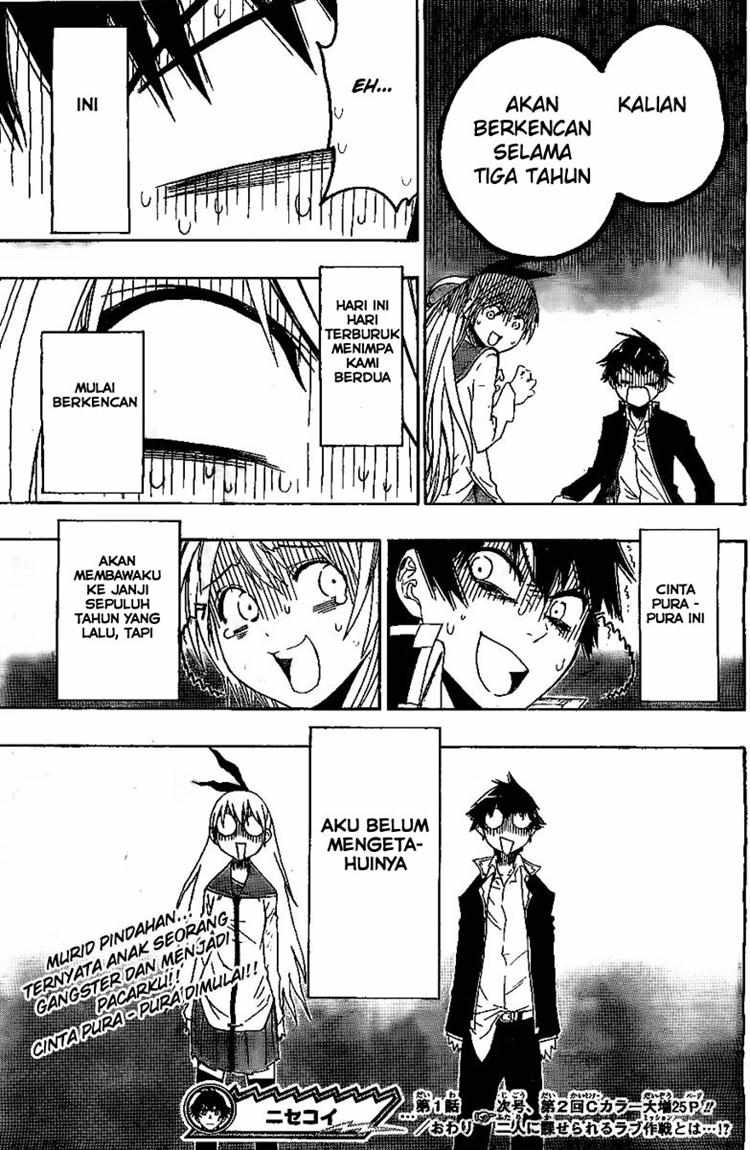 KALIAN
AKAN
BERKENCAN
SELAMA
TIGA TAHUN
EH...
INI
HARI INI
HARI
TERBURUK
MENIMPA
KAMI
BERDUA
MULAI
BERKENCAN
CINTA
PURA -
PURA INI
AKAN
MEMBAWAKU
KE JANJI
SEPULUH
TAHUN YANG
LALU, TAPI
AKU BELUM
MENGETA-
HUINYA
MURID PINDAHAN...
TERNYATA ANAK SEORANG
GANGSTER DAN MENJADI
PACARKU!!
CINTA PURA - PURA DIMULAI!!
ニセコイ
…第1話
/おわり
次号、第2回Cカラー大増25P!!
二人に課せられるラブ作戦とは…!?